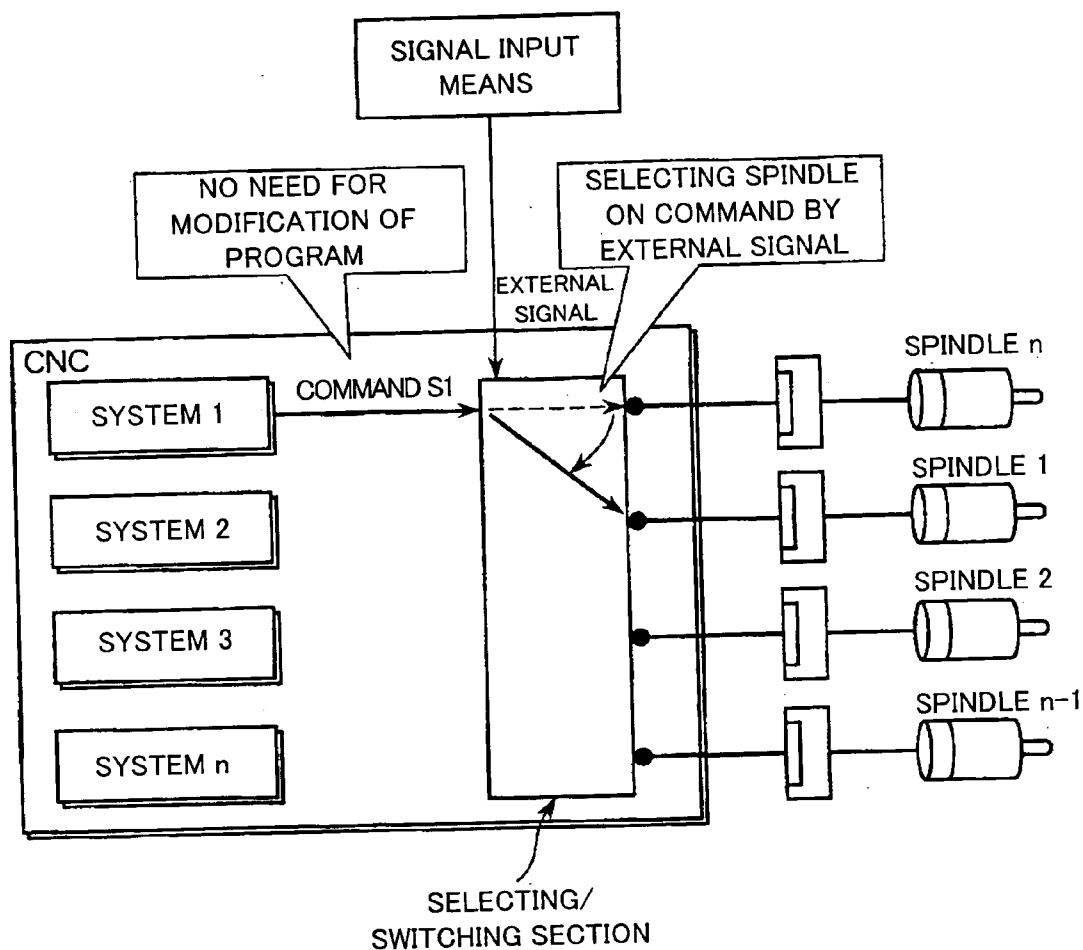 SIGNAL INPUT
MEANS
NO NEED FOR
MODIFICATION OF
PROGRAM
SELECTING SPINDLE
ON COMMAND BY
EXTERNAL SIGNAL
EXTERNAL
SIGNAL
CNC
SYSTEM 1
COMMAND S1
SYSTEM 2
SYSTEM 3
SYSTEM n
SPINDLE n
SPINDLE 1
SPINDLE 2
SPINDLE n-1
SELECTING/
SWITCHING SECTION